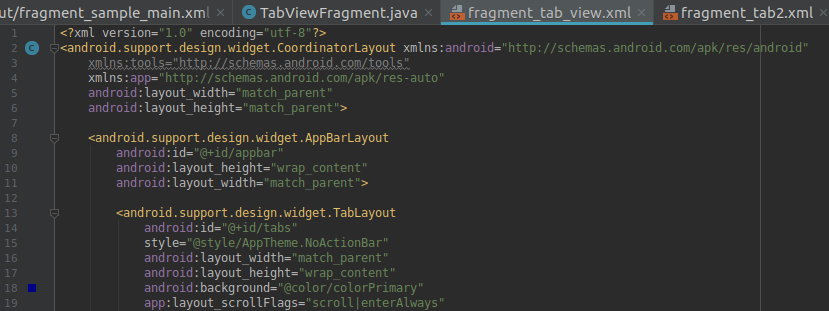 ut/fragment_sample_main.xml × TabViewFragment.java × fragment_tab_view.xml × fragment_tab2.xml ×
1 <?xml version="1.0" encoding="utf-8"?>
2 C <android.support.design.widget.CoordinatorLayout xmlns:android="http://schemas.android.com/apk/res/android"
3 xmlns:tools="http://schemas.android.com/tools"
4 xmlns:app="http://schemas.android.com/apk/res-auto"
5 android:layout_width="match_parent"
6 android:layout_height="match_parent">
7
8 <android.support.design.widget.AppBarLayout
9 android:id="@+id/appbar"
10 android:layout_height="wrap_content"
11 android:layout_width="match_parent">
12
13 <android.support.design.widget.TabLayout
14 android:id="@+id/tabs"
15 style="@style/AppTheme.NoActionBar"
16 android:layout_width="match_parent"
17 android:layout_height="wrap_content"
18 android:background="@color/colorPrimary"
19 app:layout_scrollFlags="scroll|enterAlways"